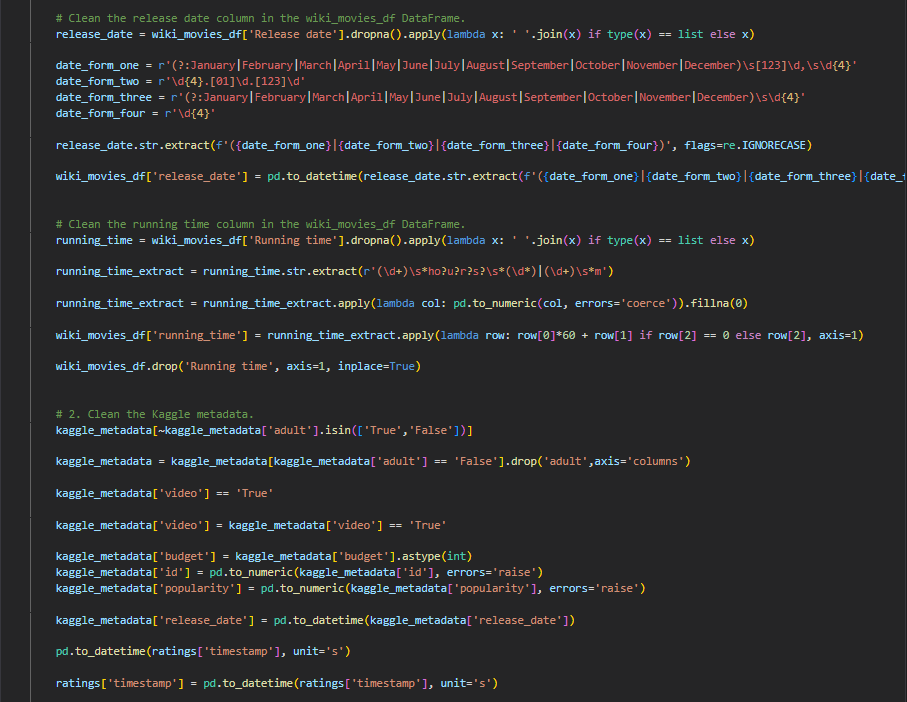 # Clean the release date column in the wiki_movies_df DataFrame.
release_date = wiki_movies_df['Release date'].dropna().apply(lambda x: ' '.join(x) if type(x) == list else x)
date_form_one = r'(?:January|February|March|April|May|June|July|August|September|October|November|December)\s[123]\d,\s\d{4}'
date_form_two = r'\d{4}.[01]\d.[123]\d'
date_form_three = r'(?:January|February|March|April|May|June|July|August|September|October|November|December)\s\d{4}'
date_form_four = r'\d{4}'
release_date.str.extract(f'({date_form_one}|{date_form_two}|{date_form_three}|{date_form_four})', flags=re.IGNORECASE)
wiki_movies_df['release_date'] = pd.to_datetime(release_date.str.extract(f'({date_form_one}|{date_form_two}|{date_form_three}|{date_
# Clean the running time column in the wiki_movies_df DataFrame.
running_time = wiki_movies_df['Running time'].dropna().apply(lambda x: ' '.join(x) if type(x) == list else x)
running_time_extract = running_time.str.extract(r'(\d+)\s*ho?u?r?s?\s*(\d*)|(\d+)\s*m')
running_time_extract = running_time_extract.apply(lambda col: pd.to_numeric(col, errors='coerce')).fillna(0)
wiki_movies_df['running_time'] = running_time_extract.apply(lambda row: row[0]*60 + row[1] if row[2] == 0 else row[2], axis=1)
wiki_movies_df.drop('Running time', axis=1, inplace=True)
# 2. Clean the Kaggle metadata.
kaggle_metadata[~kaggle_metadata['adult'].isin(['True','False'])]
kaggle_metadata = kaggle_metadata[kaggle_metadata['adult'] == 'False'].drop('adult',axis='columns')
kaggle_metadata['video'] == 'True'
kaggle_metadata['video'] = kaggle_metadata['video'] == 'True'
kaggle_metadata['budget'] = kaggle_metadata['budget'].astype(int)
kaggle_metadata['id'] = pd.to_numeric(kaggle_metadata['id'], errors='raise')
kaggle_metadata['popularity'] = pd.to_numeric(kaggle_metadata['popularity'], errors='raise')
kaggle_metadata['release_date'] = pd.to_datetime(kaggle_metadata['release_date'])
pd.to_datetime(ratings['timestamp'], unit='s')
ratings['timestamp'] = pd.to_datetime(ratings['timestamp'], unit='s')